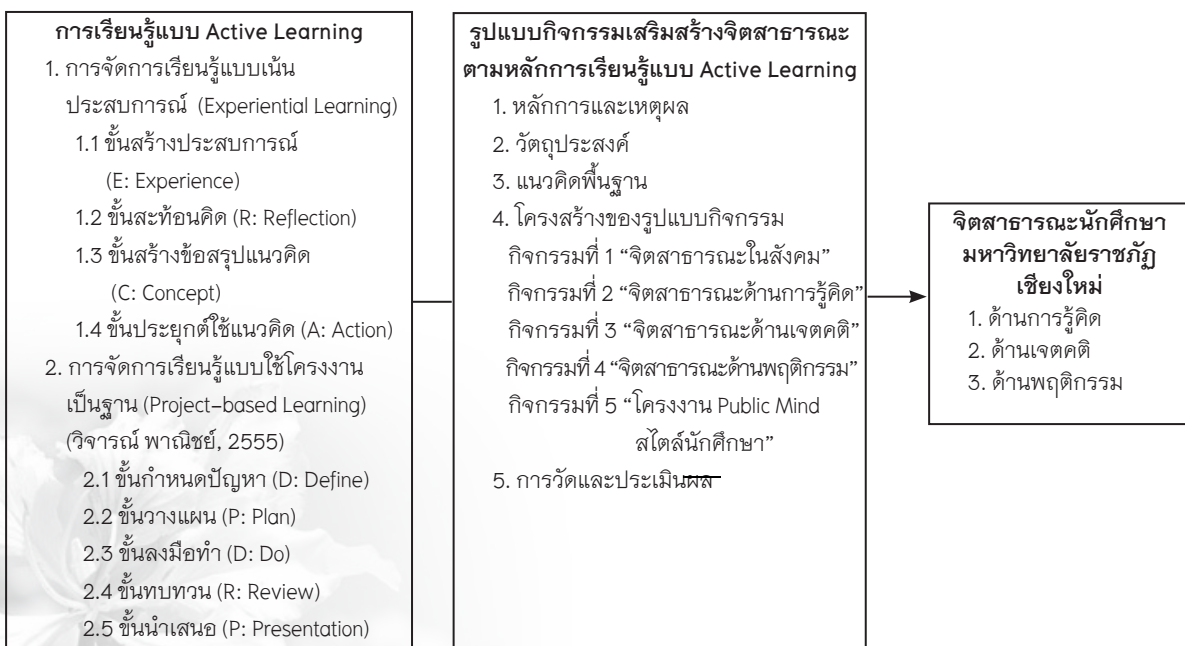 การเรียนรู้แบบ Active Learning
1. การจัดการเรียนรู้แบบเน้น
ประสบการณ์ (Experiential Learning)
1.1 ขั้นสร้างประสบการณ์
(E: Experience)
1.2 ขั้นสะท้อนคิด (R: Reflection)
1.3 ขั้นสร้างข้อสรุปแนวคิด
(C: Concept)
1.4 ขั้นประยุกต์ใช้แนวคิด (A: Action)
2. การจัดการเรียนรู้แบบใช้โครงงาน
เป็นฐาน (Project-based Learning)
(วิจารณ์ พาณิชย์, 2555)
2.1 ขั้นกำหนดปัญหา (D: Define)
2.2 ขั้นวางแผน (P: Plan)
2.3 ขั้นลงมือทำ (D: Do)
2.4 ขั้นทบทวน (R: Review)
2.5 ขั้นนำเสนอ (P: Presentation)
รูปแบบกิจกรรมเสริมสร้างจิตสาธารณะ
ตามหลักการเรียนรู้แบบ Active Learning
1. หลักการและเหตุผล
2. วัตถุประสงค์
3. แนวคิดพื้นฐาน
4. โครงสร้างของรูปแบบกิจกรรม
กิจกรรมที่ 1 “จิตสาธารณะในสังคม”
กิจกรรมที่ 2 “จิตสาธารณะด้านการรู้คิด”
กิจกรรมที่ 3 “จิตสาธารณะด้านเจตคติ”
กิจกรรมที่ 4 “จิตสาธารณะด้านพฤติกรรม”
กิจกรรมที่ 5 “โครงงาน Public Mind
สไตล์นักศึกษา”
5. การวัดและประเมินผล
จิตสาธารณะนักศึกษา
มหาวิทยาลัยราชภัฏ
เชียงใหม่
1. ด้านการรู้คิด
2. ด้านเจตคติ
3. ด้านพฤติกรรม